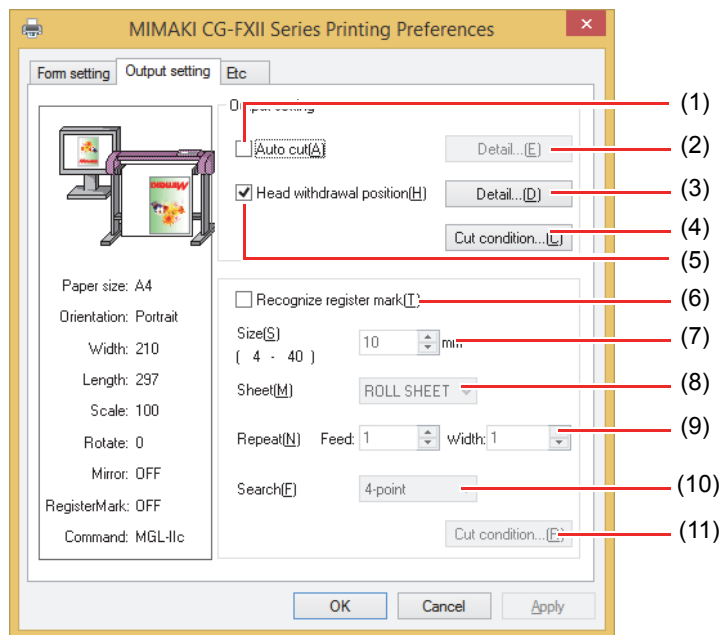 MIMAKI CG-FXII Series Printing Preferences
Form setting Output setting Etc
Output setting
(1)
Auto cut(A) Detail...(E) (2)
Head withdrawal position(H) Detail...(D) (3)
Cut condition...(C) (4)
(5)
Paper size: A4
Orientation: Portrait
Width: 210
Length: 297
Scale: 100
Rotate: 0
Mirror: OFF
RegisterMark: OFF
Command: MGL-IIc
Recognize register mark(T) (6)
Size(S) 10 mm (7)
( 4 - 40 )
Sheet(M) ROLL SHEET (8)
Repeat(N) Feed: 1 Width: 1 (9)
Search(F) 4-point (10)
Cut condition...(R) (11)
OK Cancel Apply